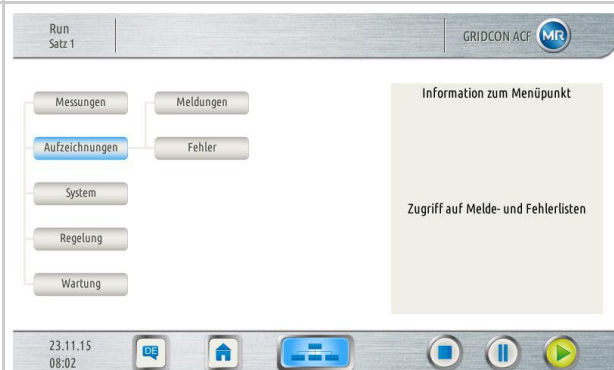 Run
Satz 1
GRIDCON ACF
MR
Messungen
Meldungen
Aufzeichnungen
Fehler
System
Regelung
Wartung
Information zum Menüpunkt
Zugriff auf Melde- und Fehlerlisten
23.11.15
08:02
DE